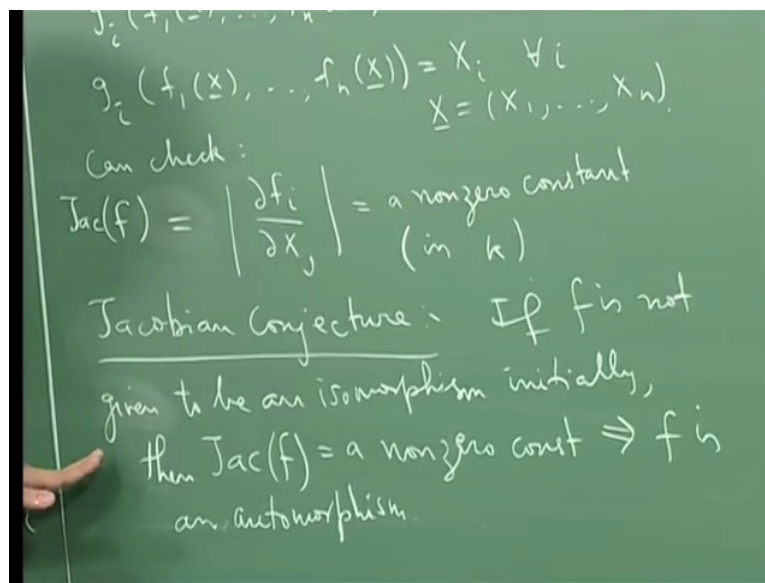 g_i (f_1(X), ..., f_n(X)) = X_i ∀i
X = (X_1, ..., X_n).
Can check:
Jac(f) = | ∂f_i / ∂X_j | = a nonzero constant
(in k)
Jacobian Conjecture:- If f is not
given to be an isomorphism initially,
then Jac(f) = a nonzero const ⇒ f is
an automorphism.